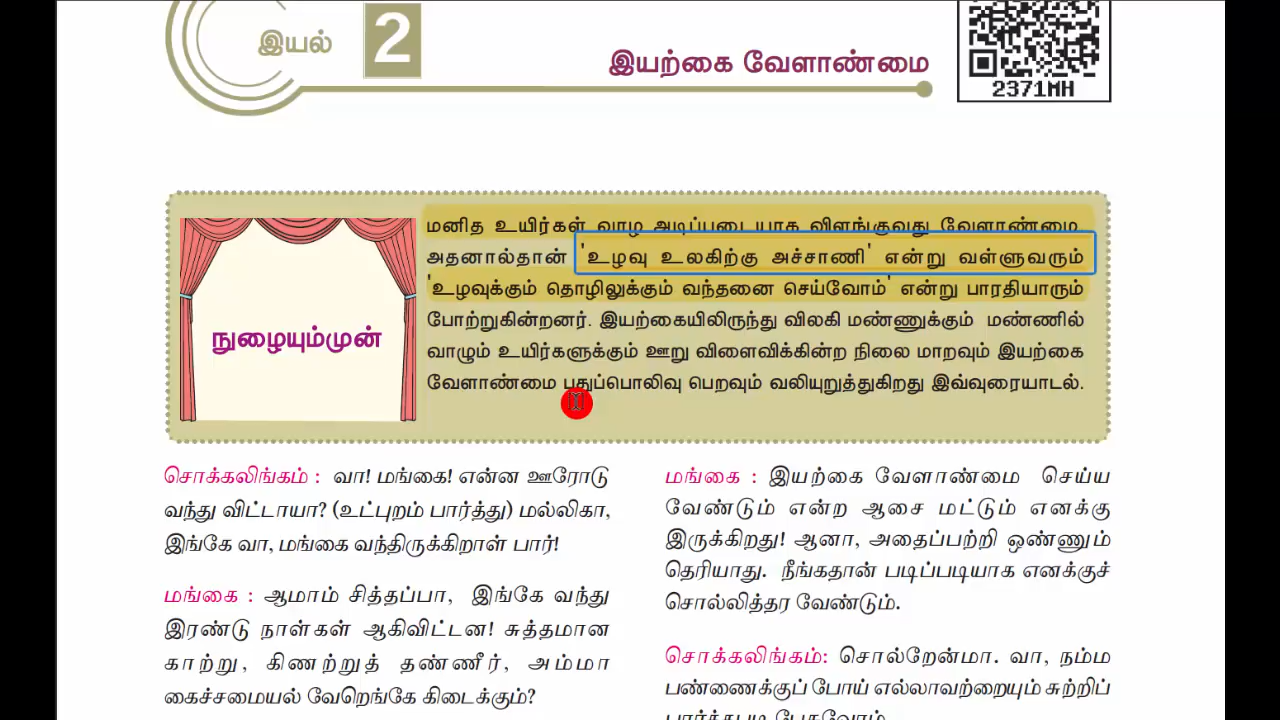 இயல் 2
இயற்கை வேளாண்மை
2371MH
நுழையும்முன்
மனித உயிர்கள் வாழ அடிப்படையாக விளங்குவது வேளாண்மை.
அதனால்தான் 'உழவு உலகிற்கு அச்சாணி' என்று வள்ளுவரும்
'உழவுக்கும் தொழிலுக்கும் வந்தனை செய்வோம்' என்று பாரதியாரும்
போற்றுகின்றனர். இயற்கையிலிருந்து விலகி மண்ணுக்கும் மண்ணில்
வாழும் உயிர்களுக்கும் ஊறு விளைவிக்கின்ற நிலை மாறவும் இயற்கை
வேளாண்மை புதுப்பொலிவு பெறவும் வலியுறுத்துகிறது இவ்வுரையாடல்.
சொக்கலிங்கம் : வா! மங்கை! என்ன ஊரோடு
வந்து விட்டாயா? (உட்புறம் பார்த்து) மல்லிகா,
இங்கே வா, மங்கை வந்திருக்கிறாள் பார்!
மங்கை : ஆமாம் சித்தப்பா, இங்கே வந்து
இரண்டு நாள்கள் ஆகிவிட்டன! சுத்தமான
காற்று, கிணற்றுத் தண்ணீர், அம்மா
கைச்சமையல் வேறெங்கே கிடைக்கும்?
மங்கை : இயற்கை வேளாண்மை செய்ய
வேண்டும் என்ற ஆசை மட்டும் எனக்கு
இருக்கிறது! ஆனா, அதைப்பற்றி ஒண்ணும்
தெரியாது. நீங்கதான் படிப்படியாக எனக்குச்
சொல்லித்தர வேண்டும்.
சொக்கலிங்கம்: சொல்றேன்மா. வா, நம்ம
பண்ணைக்குப் போய் எல்லாவற்றையும் சுற்றிப்
பார்த்தபடி பேசுவோம்.